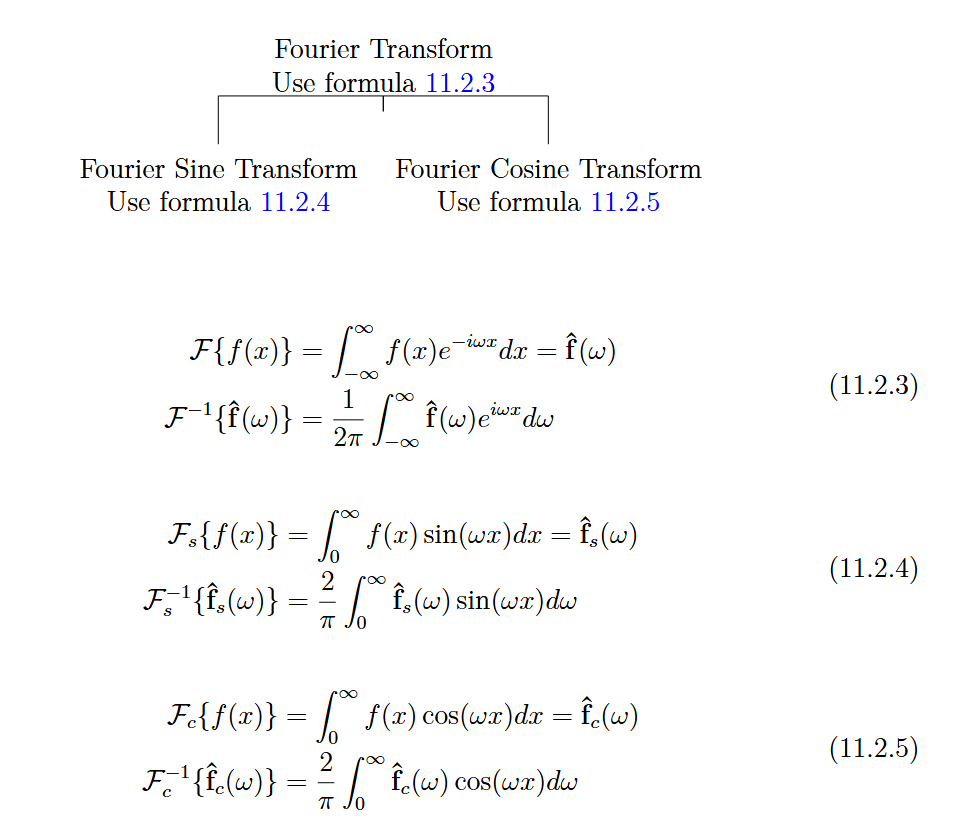 Fourier Transform
Use formula 11.2.3
Fourier Sine Transform Fourier Cosine Transform
Use formula 11.2.4 Use formula 11.2.5
$\mathcal{F}\{f(x)\} = \int_{-\infty}^{\infty} f(x)e^{-i\omega x}dx = \hat{\mathbf{f}}(\omega)$
(11.2.3)
$\mathcal{F}^{-1}\{\hat{\mathbf{f}}(\omega)\} = \frac{1}{2\pi}\int_{-\infty}^{\infty} \hat{\mathbf{f}}(\omega)e^{i\omega x}d\omega$
$\mathcal{F}_s\{f(x)\} = \int_{0}^{\infty} f(x)\sin(\omega x)dx = \hat{\mathbf{f}}_s(\omega)$
(11.2.4)
$\mathcal{F}_s^{-1}\{\hat{\mathbf{f}}_s(\omega)\} = \frac{2}{\pi}\int_{0}^{\infty} \hat{\mathbf{f}}_s(\omega)\sin(\omega x)d\omega$
$\mathcal{F}_c\{f(x)\} = \int_{0}^{\infty} f(x)\cos(\omega x)dx = \hat{\mathbf{f}}_c(\omega)$
(11.2.5)
$\mathcal{F}_c^{-1}\{\hat{\mathbf{f}}_c(\omega)\} = \frac{2}{\pi}\int_{0}^{\infty} \hat{\mathbf{f}}_c(\omega)\cos(\omega x)d\omega$